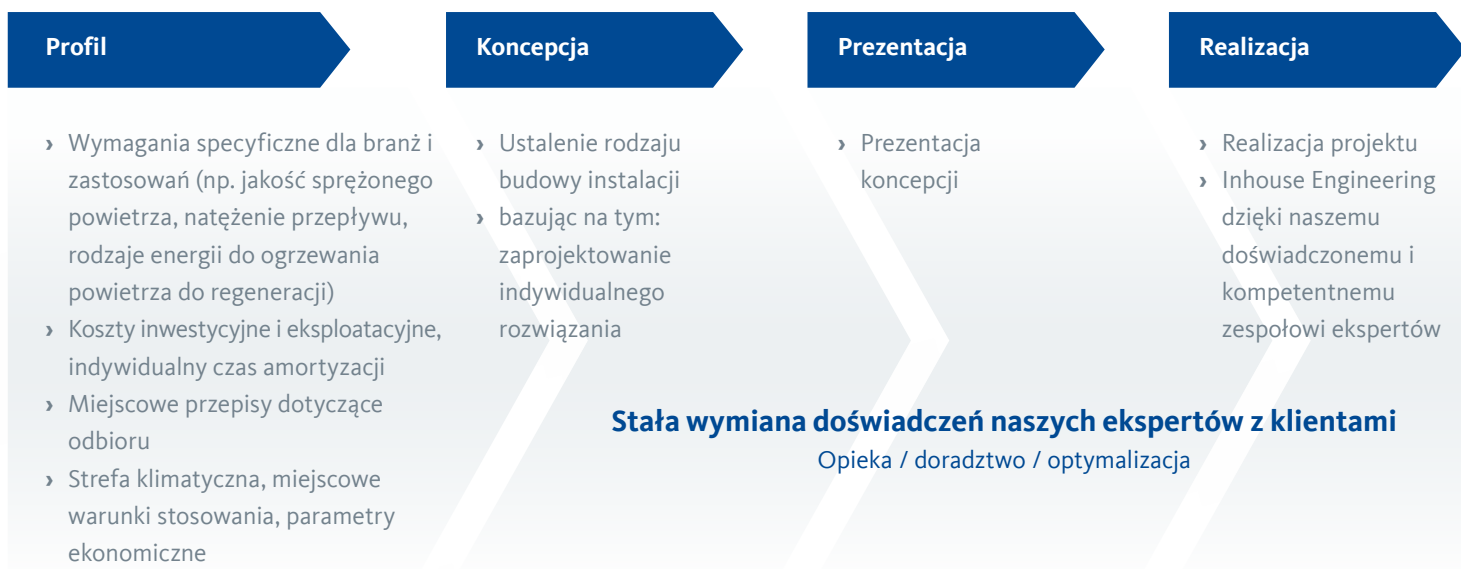 Profil
› Wymagania specyficzne dla branż i
zastosowań (np. jakość sprężonego
powietrza, natężenie przepływu,
rodzaje energii do ogrzewania
powietrza do regeneracji)
› Koszty inwestycyjne i eksploatacyjne,
indywidualny czas amortyzacji
› Miejscowe przepisy dotyczące
odbioru
› Strefa klimatyczna, miejscowe
warunki stosowania, parametry
ekonomiczne
Koncepcja
› Ustalenie rodzaju
budowy instalacji
› bazując na tym:
zaprojektowanie
indywidualnego
rozwiązania
Prezentacja
› Prezentacja
koncepcji
Realizacja
› Realizacja projektu
› Inhouse Engineering
dzięki naszemu
doświadczonemu i
kompetentnemu
zespołowi ekspertów
Stała wymiana doświadczeń naszych ekspertów z klientami
Opieka / doradztwo / optymalizacja